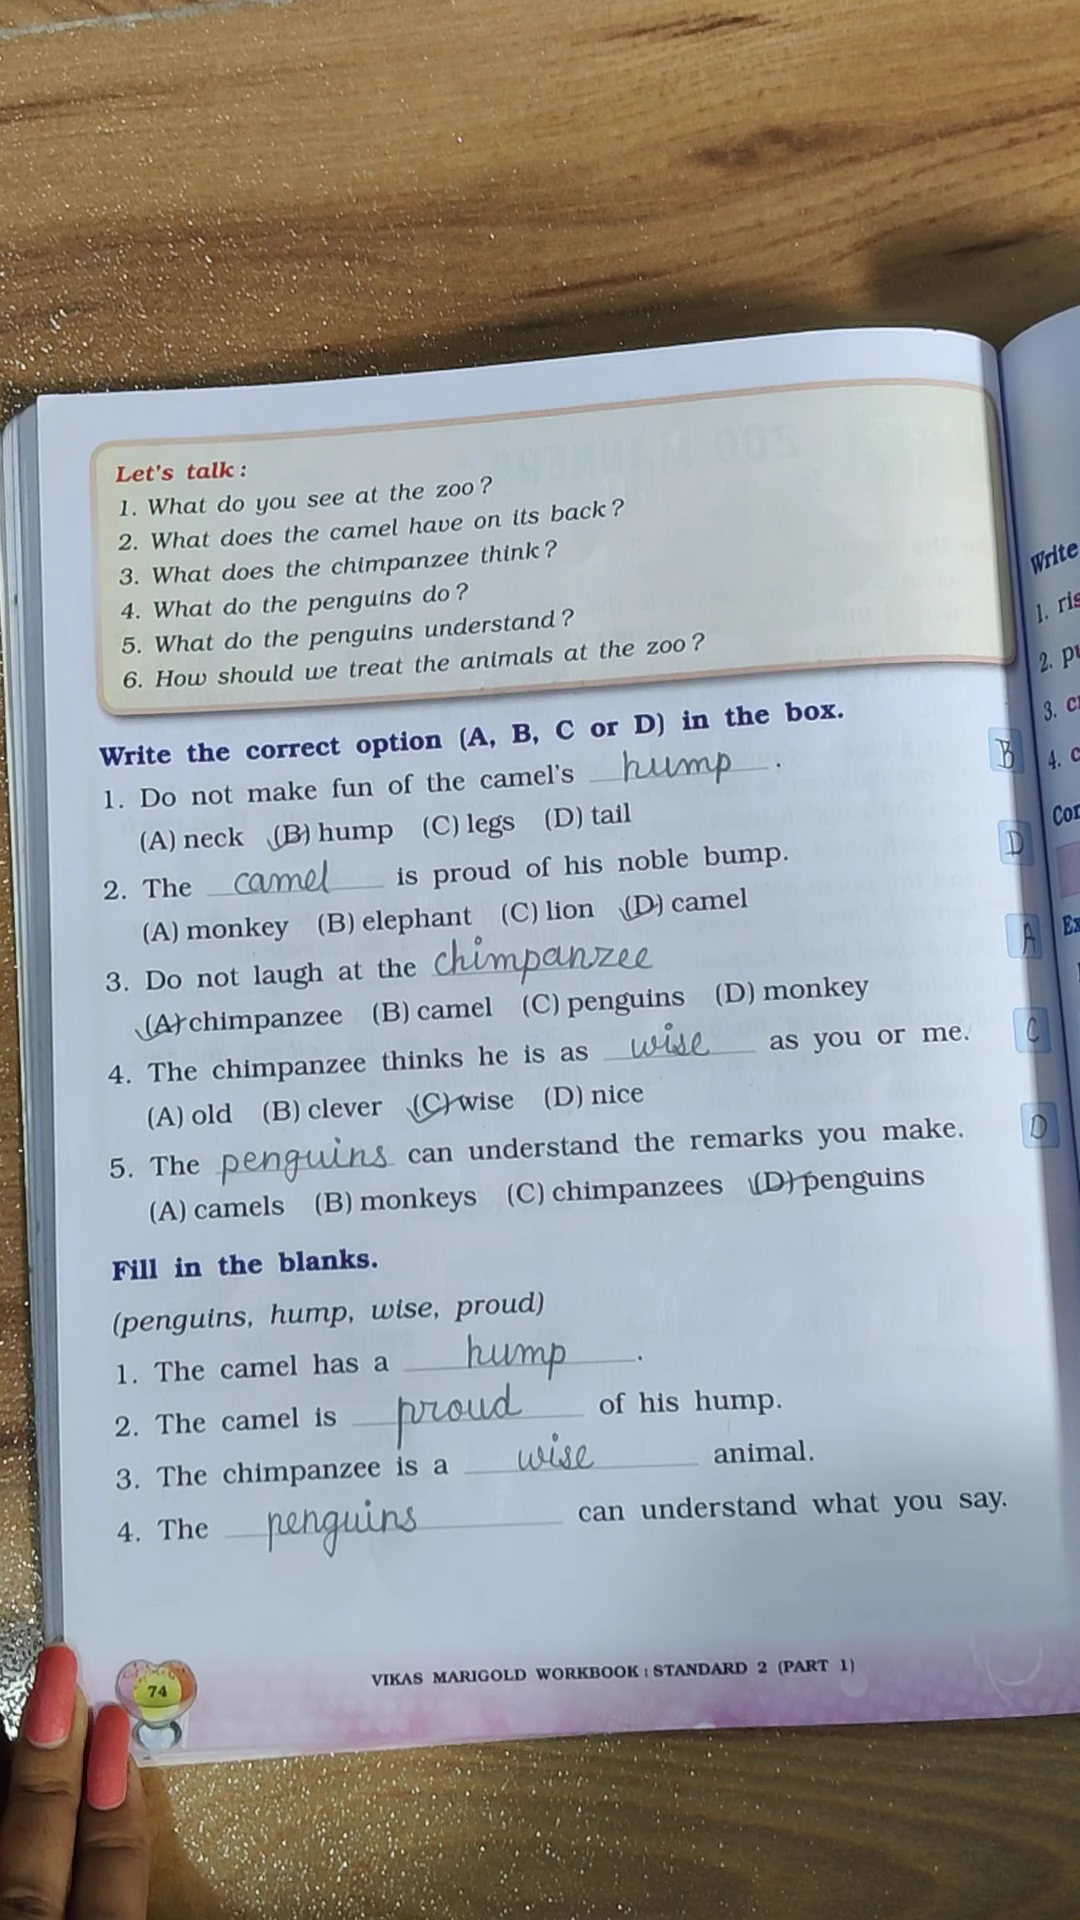 Let's talk :
1. What do you see at the zoo ?
2. What does the camel have on its back ?
3. What does the chimpanzee think ?
4. What do the penguins do ?
5. What do the penguins understand ?
6. How should we treat the animals at the zoo ?
Write the correct option (A, B, C or D) in the box.
1. Do not make fun of the camel's hump . B
(A) neck (B) hump (C) legs (D) tail
2. The camel is proud of his noble bump. D
(A) monkey (B) elephant (C) lion (D) camel
3. Do not laugh at the chimpanzee A
(A) chimpanzee (B) camel (C) penguins (D) monkey
4. The chimpanzee thinks he is as wise as you or me. C
(A) old (B) clever (C) wise (D) nice
5. The penguins can understand the remarks you make. D
(A) camels (B) monkeys (C) chimpanzees (D) penguins
Fill in the blanks.
(penguins, hump, wise, proud)
1. The camel has a hump .
2. The camel is proud of his hump.
3. The chimpanzee is a wise animal.
4. The penguins can understand what you say.
74
VIKAS MARIGOLD WORKBOOK : STANDARD 2 (PART 1)
Write
1.
2.
3.
4.